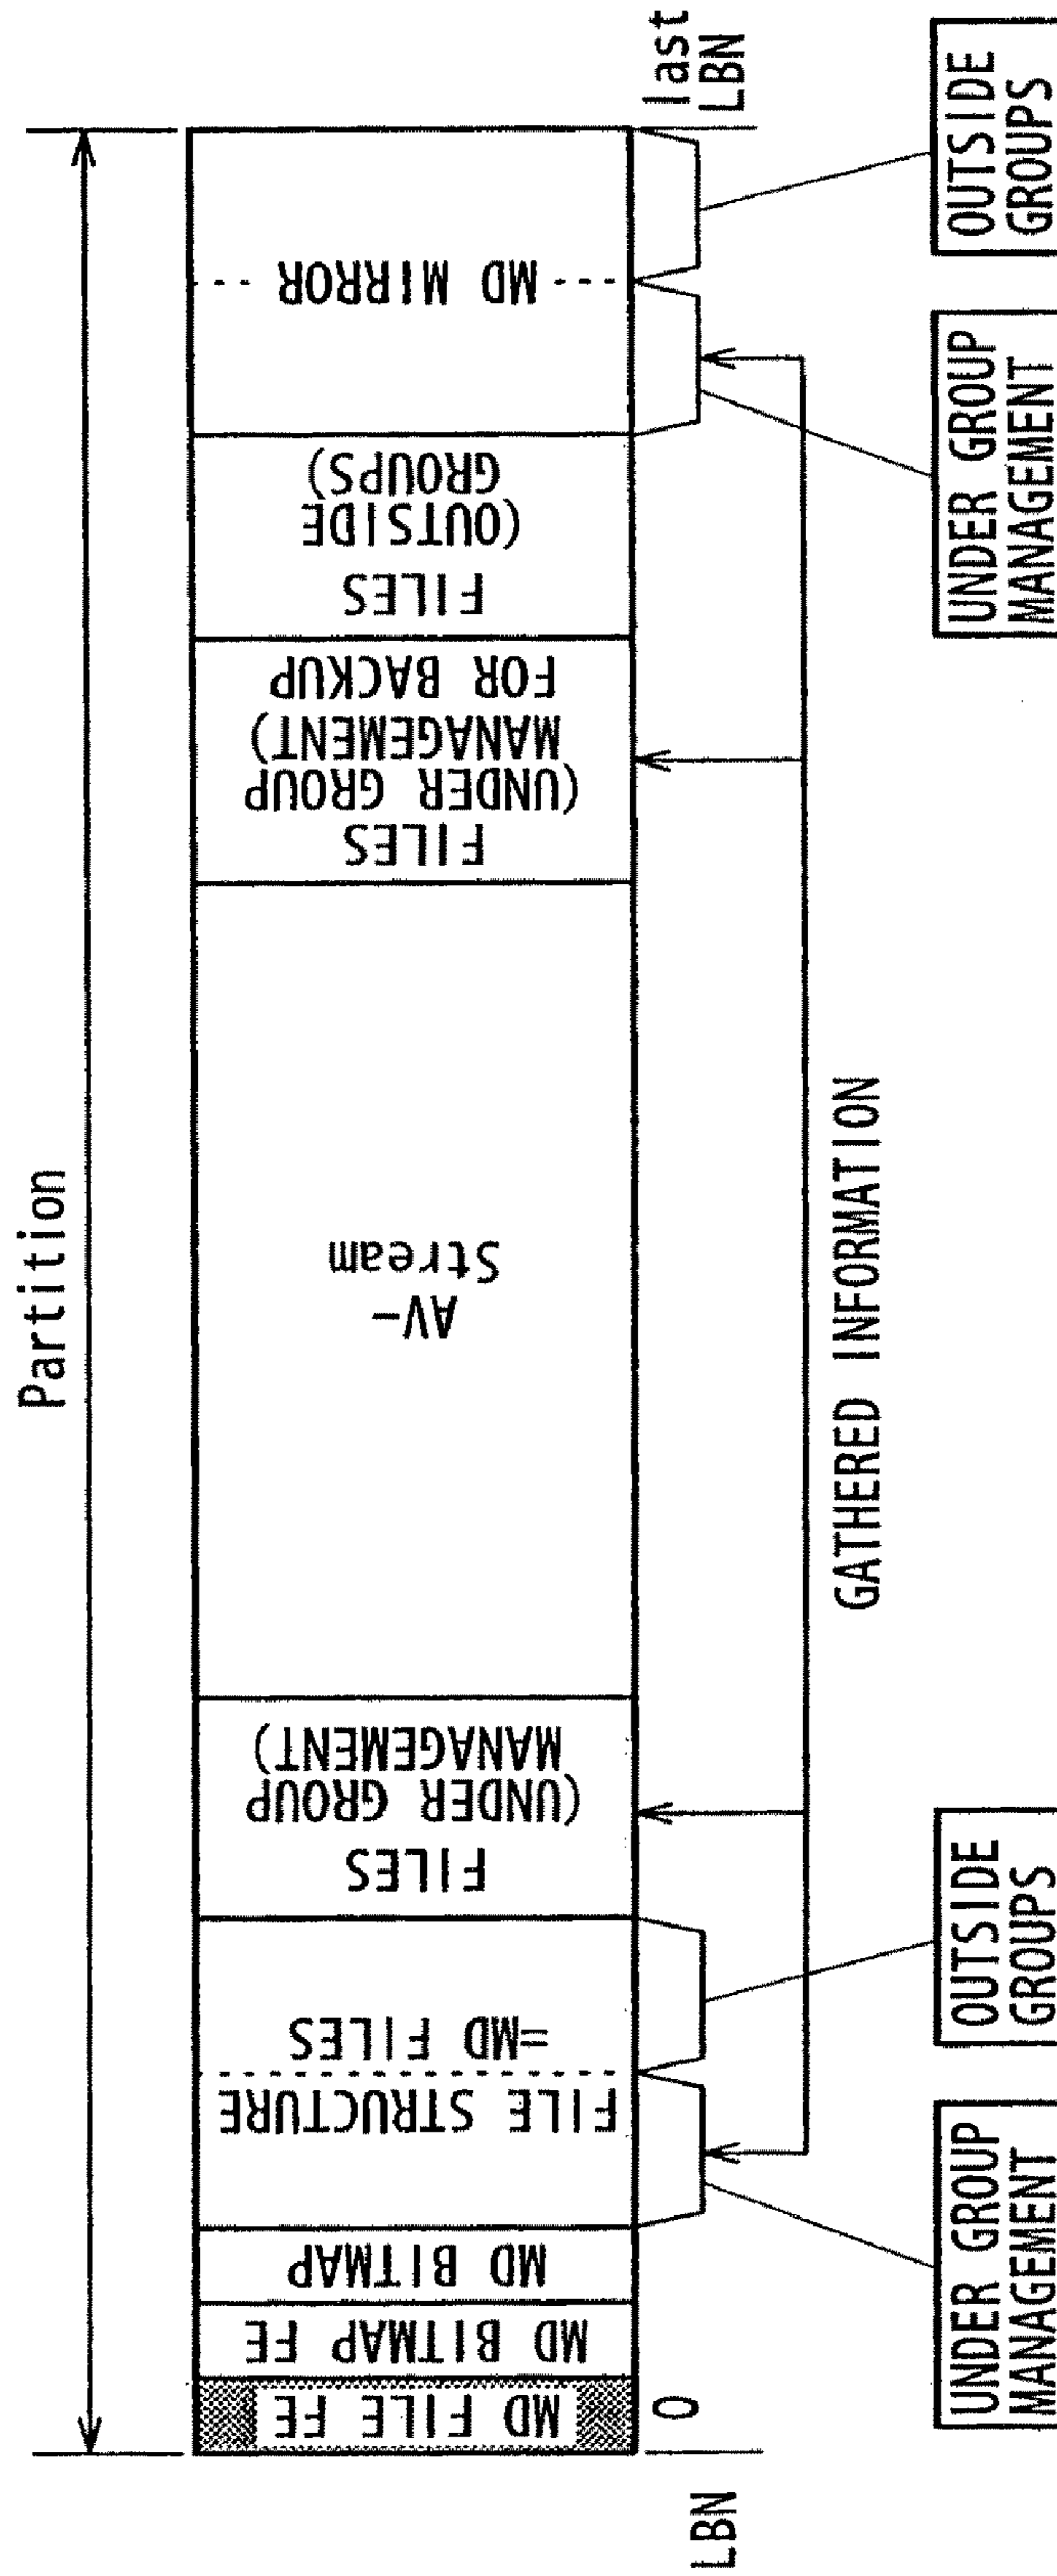 Partition
MD FILE FE
MD BITMAP FE
MD BITMAP
FILE STRUCTURE
=MD FILES
FILES
(UNDER GROUP
MANAGEMENT)
AV-
Stream
FILES
(UNDER GROUP
MANAGEMENT)
FOR BACKUP
FILES
(OUTSIDE
GROUPS)
MD MIRROR
LBN
0
last
LBN
GATHERED INFORMATION
UNDER GROUP
MANAGEMENT
OUTSIDE
GROUPS
UNDER GROUP
MANAGEMENT
OUTSIDE
GROUPS